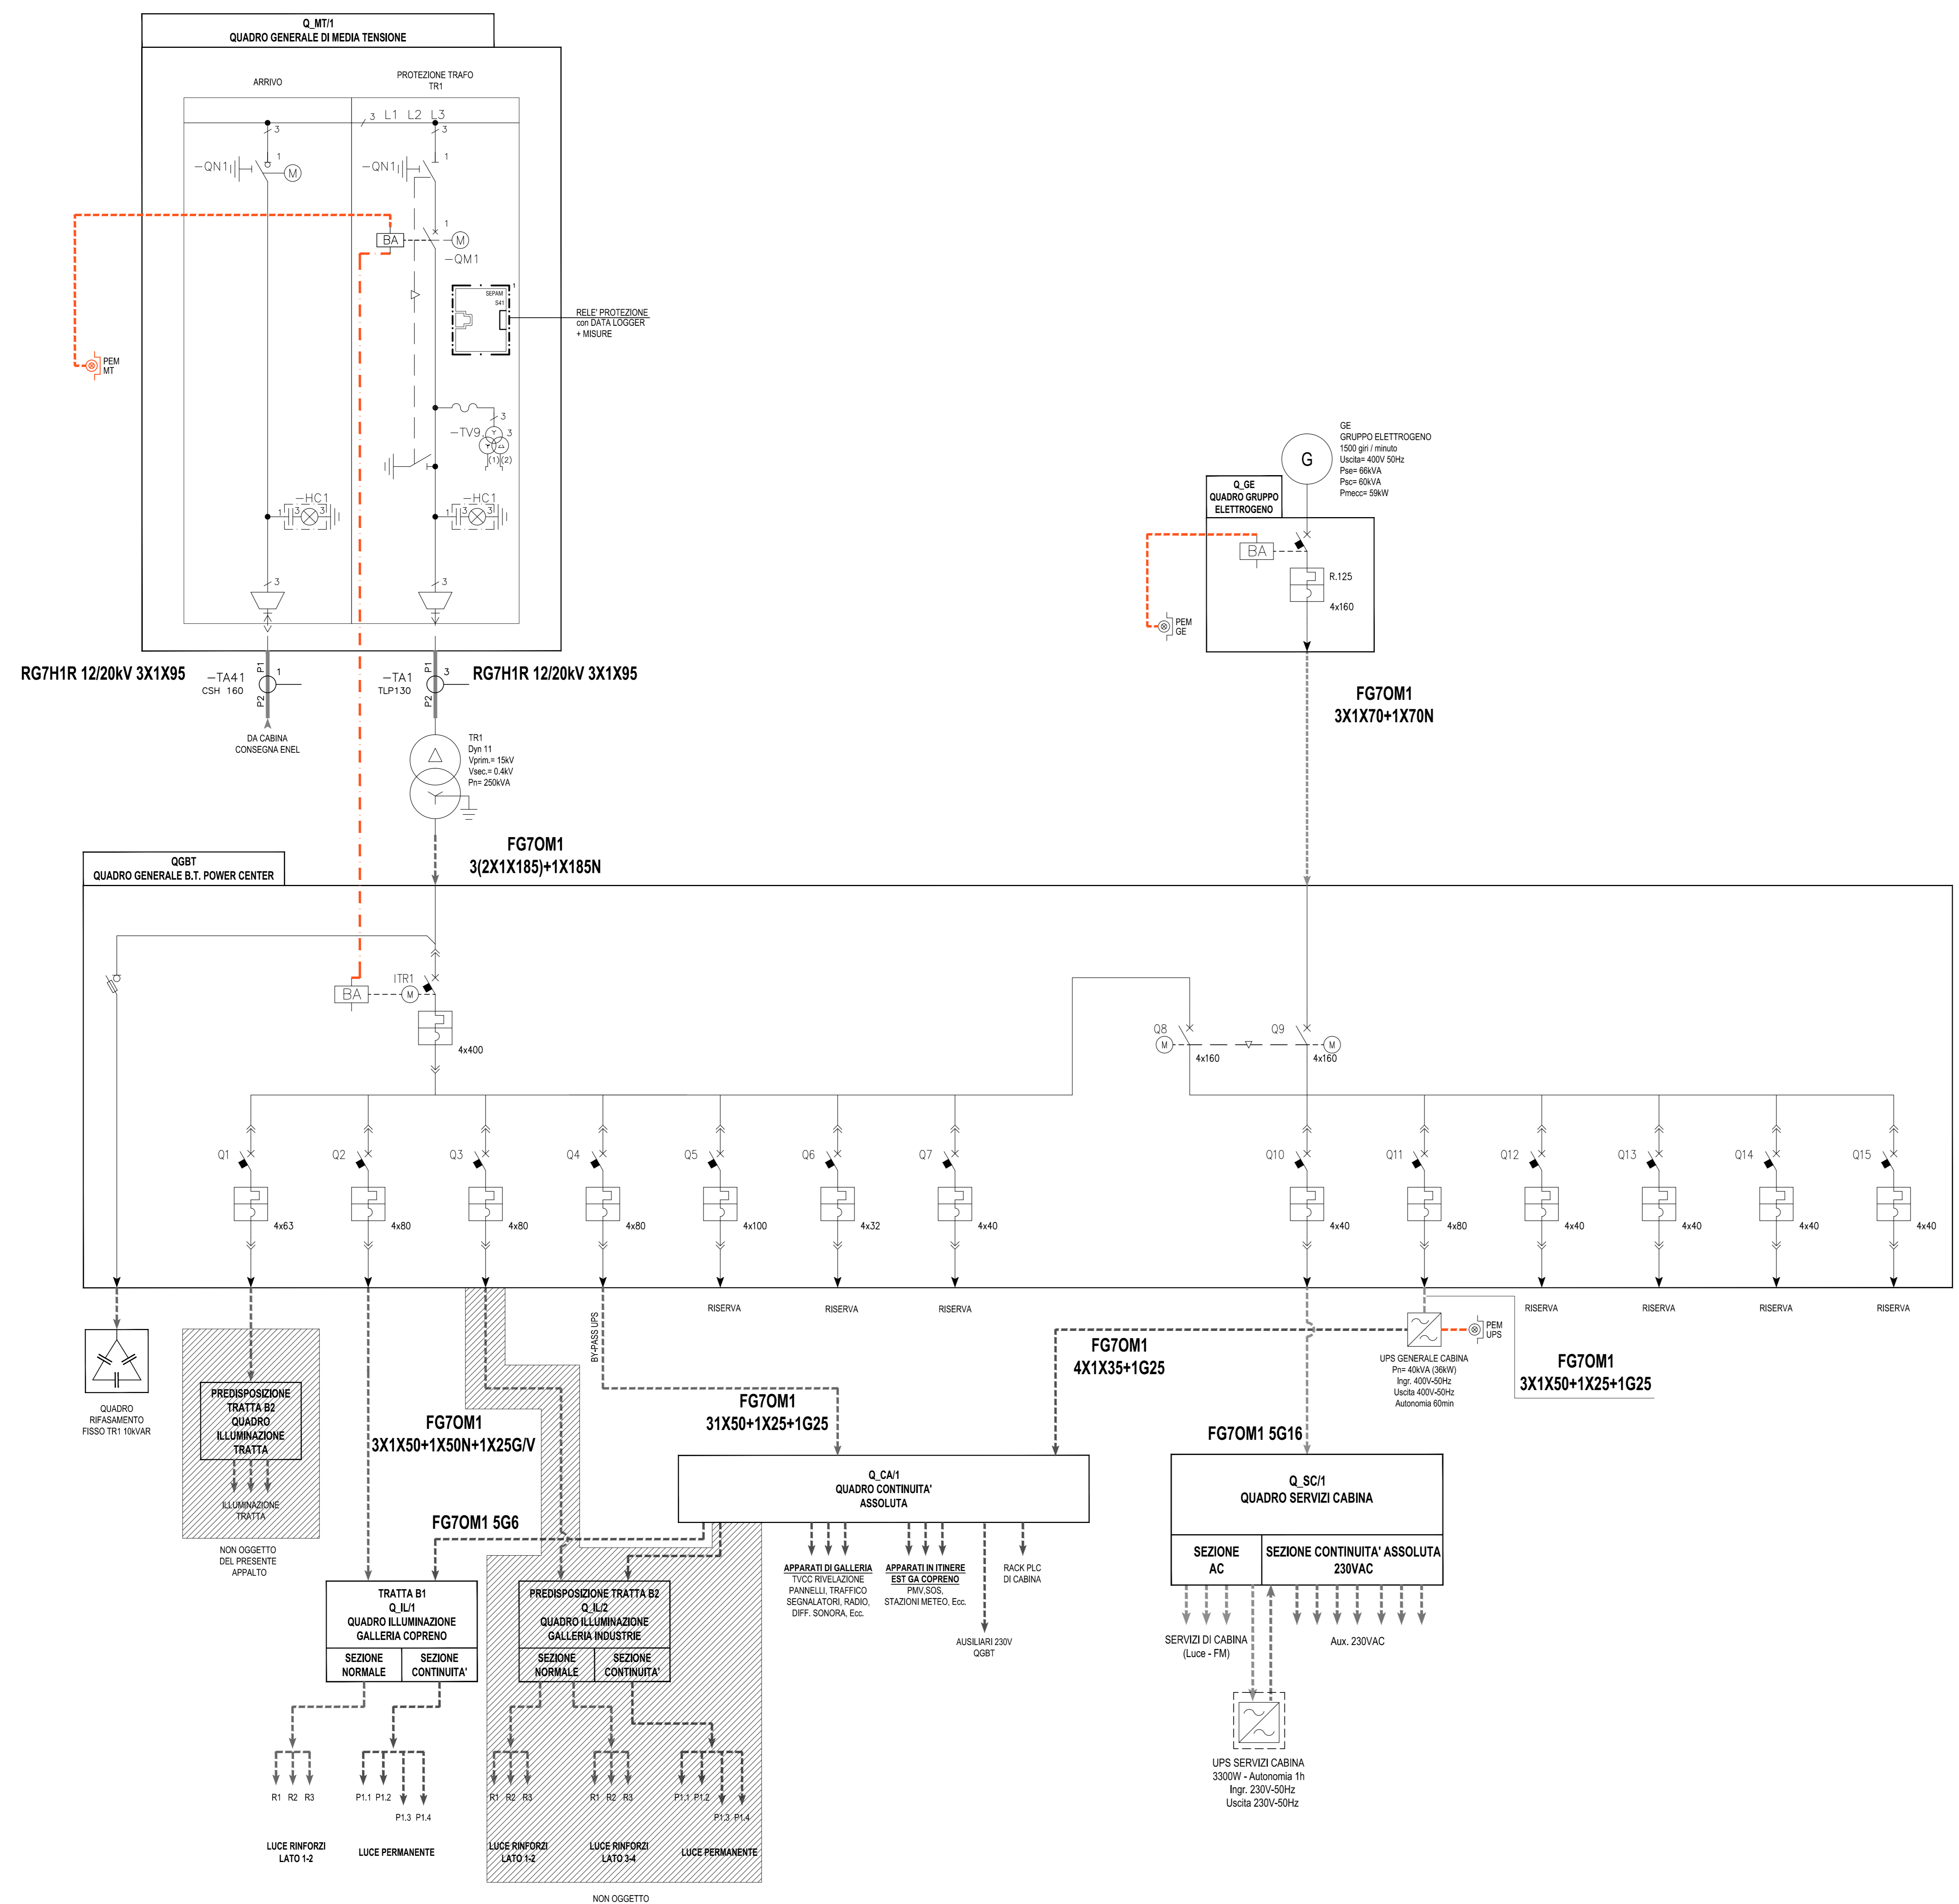 Q_MT/1
QUADRO GENERALE DI MEDIA TENSIONE
ARRIVO
PROTEZIONE TRAFO
TR1
3 L1 L2 L3
3
3
-QN1
1
M
-QN1
1
BA
1
M
-QM1
1
SEPAM
S41
RELE' PROTEZIONE
con DATA LOGGER
+ MISURE
PEM
MT
3
-TV9
3
(1)(2)
-HC1
1
3
3
-HC1
1
3
3
3
3
RG7H1R 12/20kV 3X1X95
-TA41
CSH 160
P1
P2
1
-TA1
TLP130
P1
P2
3
RG7H1R 12/20kV 3X1X95
DA CABINA
CONSEGNA ENEL
TR1
Dyn 11
Vprim.= 15kV
Vsec.= 0.4kV
Pn= 250kVA
FG7OM1
3(2X1X185)+1X185N
G
GE
GRUPPO ELETTROGENO
1500 giri / minuto
Uscita= 400V 50Hz
Pse= 66kVA
Psc= 60kVA
Pmecc= 59kW
Q_GE
QUADRO GRUPPO
ELETTROGENO
BA
R.125
4x160
PEM
GE
FG7OM1
3X1X70+1X70N
QGBT
QUADRO GENERALE B.T. POWER CENTER
ITR1
BA
M
4x400
Q8
M
4x160
Q9
M
4x160
Q1
4x63
Q2
4x80
Q3
4x80
Q4
4x80
Q5
4x100
Q6
4x32
Q7
4x40
Q10
4x40
Q11
4x80
Q12
4x40
Q13
4x40
Q14
4x40
Q15
4x40
RISERVA
RISERVA
RISERVA
RISERVA
RISERVA
RISERVA
RISERVA
BY-PASS UPS
PEM
UPS
UPS GENERALE CABINA
Pn= 40kVA (36kW)
Ingr. 400V-50Hz
Uscita 400V-50Hz
Autonomia 60min
FG7OM1
3X1X50+1X25+1G25
FG7OM1
4X1X35+1G25
QUADRO
RIFASAMENTO
FISSO TR1 10kVAR
PREDISPOSIZIONE
TRATTA B2
QUADRO
ILLUMINAZIONE
TRATTA
ILLUMINAZIONE
TRATTA
NON OGGETTO
DEL PRESENTE
APPALTO
FG7OM1
3X1X50+1X50N+1X25G/V
FG7OM1
31X50+1X25+1G25
FG7OM1 5G16
FG7OM1 5G6
Q_CA/1
QUADRO CONTINUITA'
ASSOLUTA
Q_SC/1
QUADRO SERVIZI CABINA
SEZIONE
AC
SEZIONE CONTINUITA' ASSOLUTA
230VAC
APPARATI DI GALLERIA
TVCC RIVELAZIONE
PANNELLI, TRAFFICO
SEGNALATORI, RADIO,
DIFF. SONORA, Ecc.
APPARATI IN ITINERE
EST GA COPRENO
PMV,SOS,
STAZIONI METEO, Ecc.
RACK PLC
DI CABINA
AUSILIARI 230V
QGBT
SERVIZI DI CABINA
(Luce - FM)
Aux. 230VAC
UPS SERVIZI CABINA
3300W - Autonomia 1h
Ingr. 230V-50Hz
Uscita 230V-50Hz
TRATTA B1
Q_IL/1
QUADRO ILLUMINAZIONE
GALLERIA COPRENO
SEZIONE
NORMALE
SEZIONE
CONTINUITA'
PREDISPOSIZIONE TRATTA B2
Q_IL/2
QUADRO ILLUMINAZIONE
GALLERIA INDUSTRIE
SEZIONE
NORMALE
SEZIONE
CONTINUITA'
R1 R2 R3
P1.1 P1.2
P1.3 P1.4
R1 R2 R3
R1 R2 R3
P1.1 P1.2
P1.3 P1.4
LUCE RINFORZI
LATO 1-2
LUCE PERMANENTE
LUCE RINFORZI
LATO 1-2
LUCE RINFORZI
LATO 3-4
LUCE PERMANENTE
NON OGGETTO